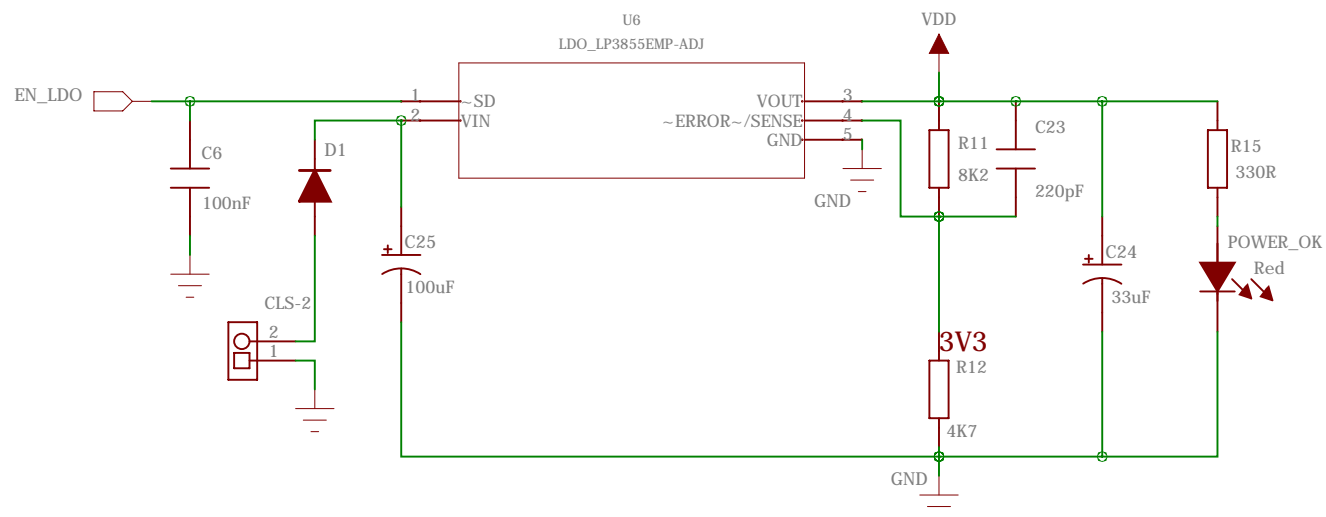 U6
LDO_LP3855EMP-ADJ
VDD
EN_LDO
1
~SD
VOUT
3
2
VIN
~ERROR~/SENSE
4
GND
5
C6
100nF
D1
GND
R11
8K2
C23
220pF
R15
330R
C25
100uF
C24
33uF
POWER_OK
Red
CLS-2
2
1
3V3
R12
4K7
GND